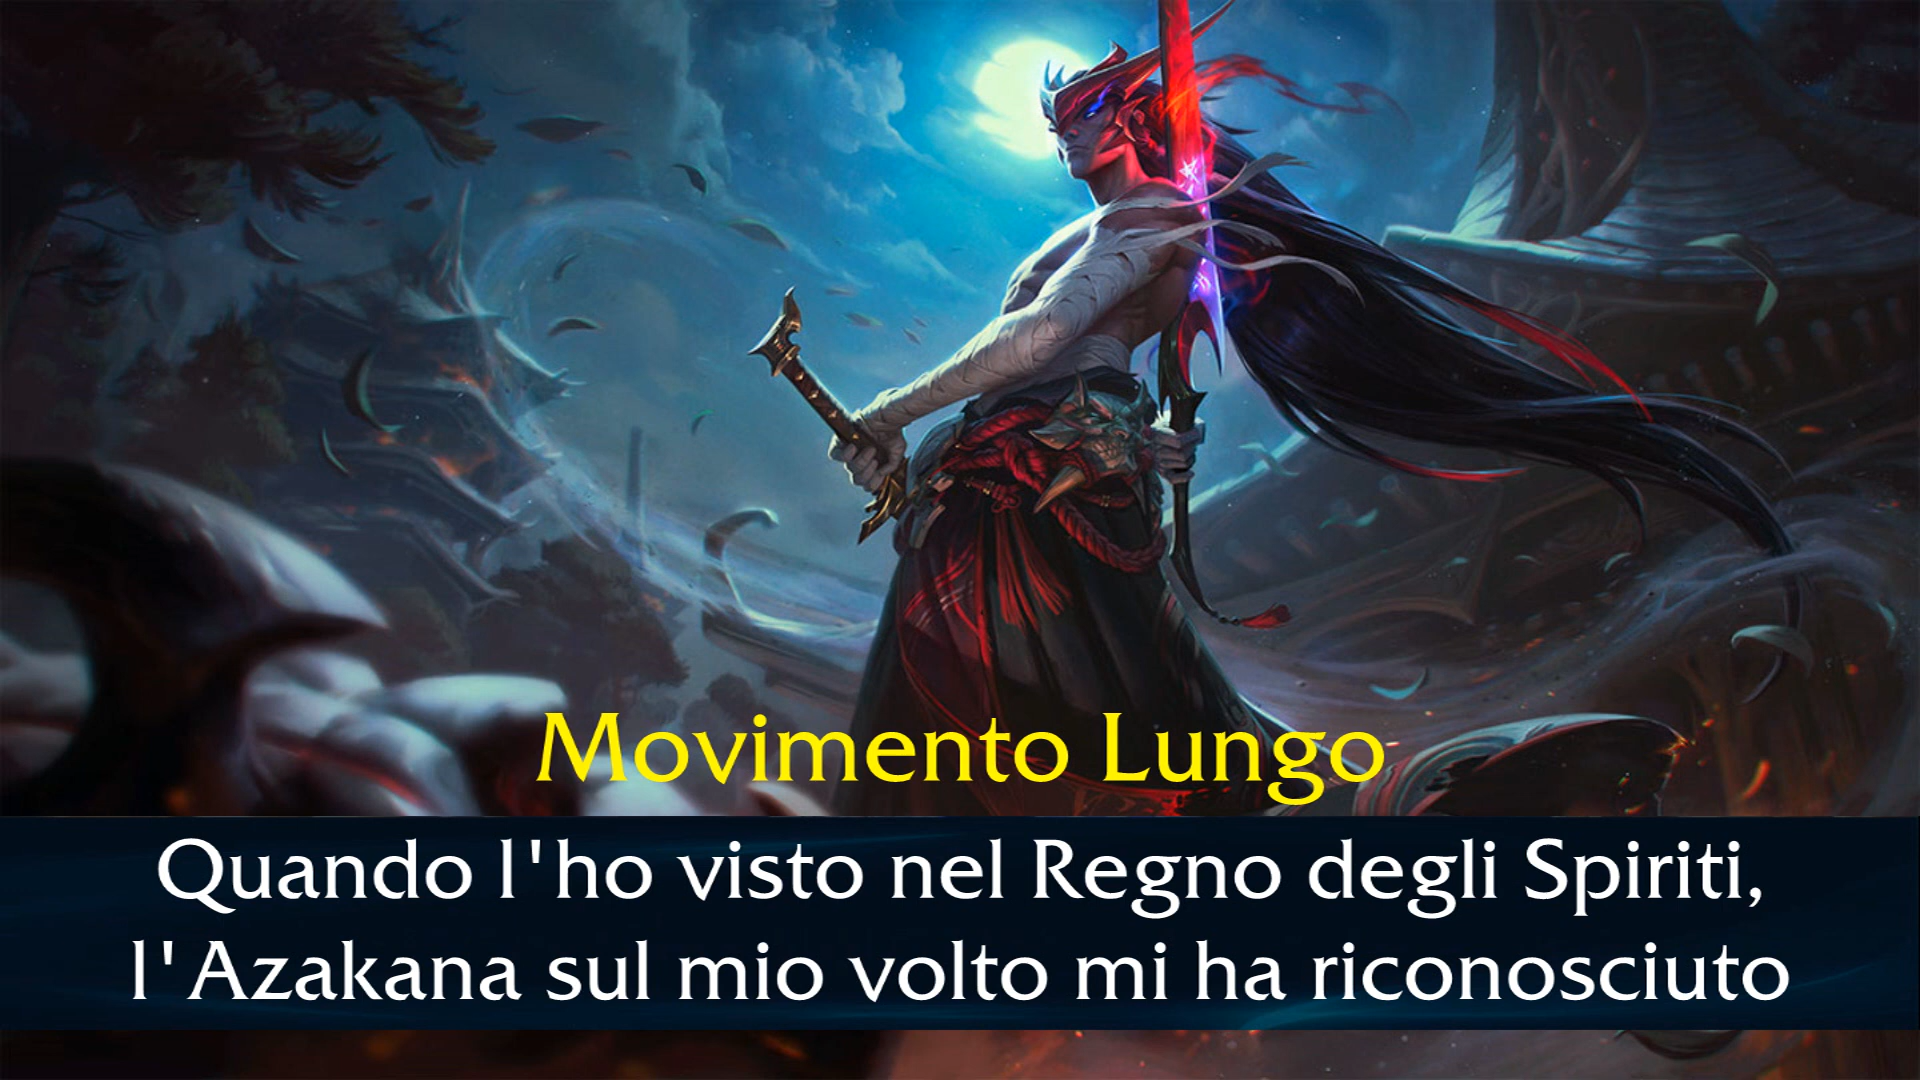 Movimento Lungo
Quando l'ho visto nel Regno degli Spiriti,
l'Azakana sul mio volto mi ha riconosciuto